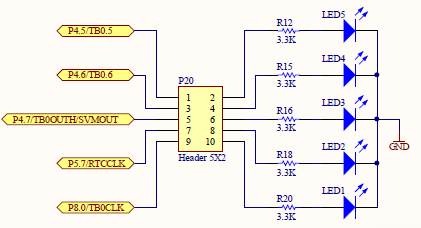 P4.5/TB0.5
P4.6/TB0.6
P4.7/TB0OUTH/SVMOUT
P5.7/RTCCLK
P8.0/TB0CLK
P20
1 2
3 4
5 6
7 8
9 10
Header 5X2
R12
3.3K
R15
3.3K
R16
3.3K
R18
3.3K
R20
3.3K
LED5
LED4
LED3
LED2
LED1
GND